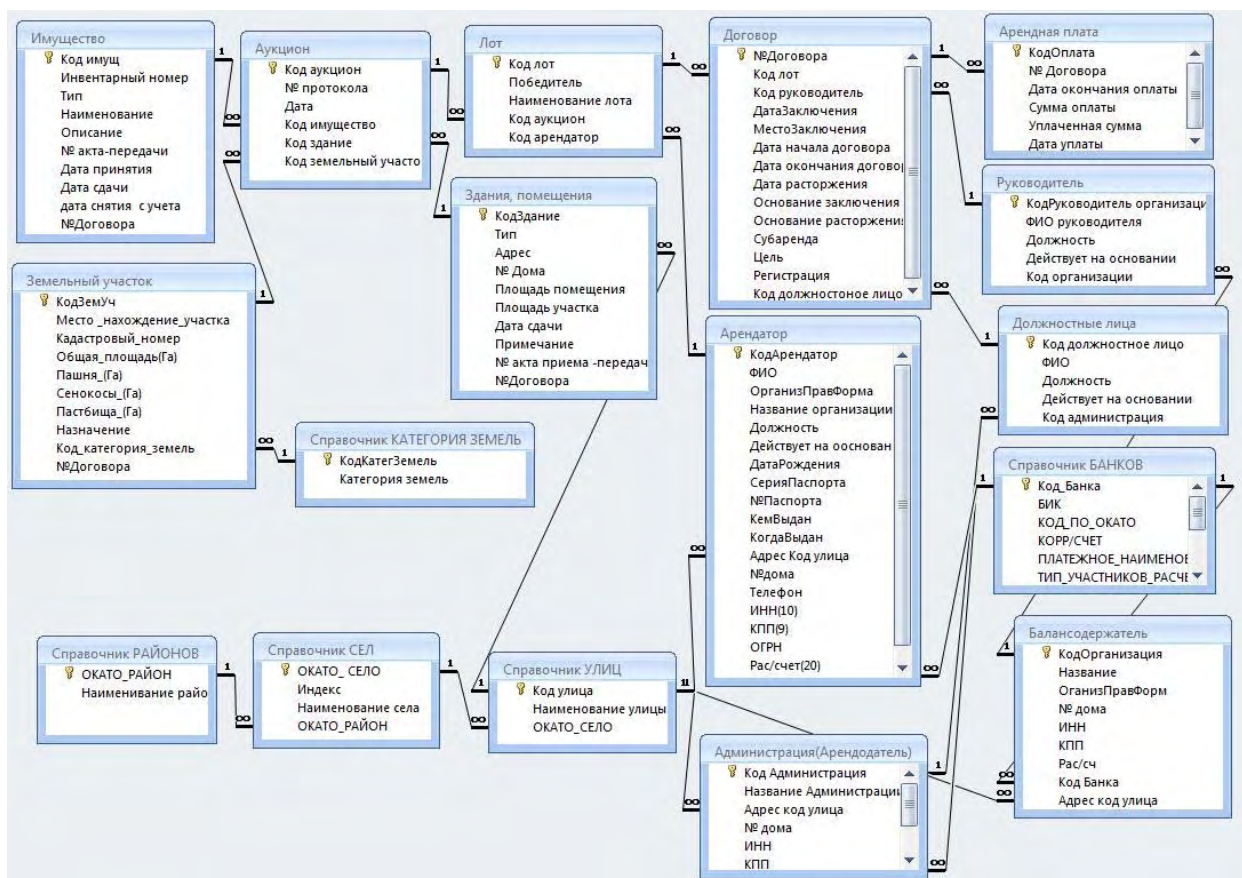 Имущество
Код имущ
Инвентарный номер
Тип
Наименование
Описание
№ акта-передачи
Дата принятия
Дата сдачи
дата снятия с учета
№Договора
Аукцион
Код аукцион
№ протокола
Дата
Код имущество
Код здание
Код земельный участо
Лот
Код лот
Победитель
Наименование лота
Код аукцион
Код арендатор
Договор
№Договора
Код лот
Код руководитель
ДатаЗаключения
МестоЗаключения
Дата начала договора
Дата окончания догово
Дата расторжения
Основание заключения
Основание расторжени
Субаренда
Цель
Регистрация
Код должностоное лицо
Арендная плата
КодОплата
№ Договора
Дата окончания оплаты
Сумма оплаты
Уплаченная сумма
Дата уплаты
Руководитель
КодРуководитель организаци
ФИО руководителя
Должность
Действует на основании
Код организации
Земельный участок
КодЗемУч
Место _нахождение_участка
Кадастровый_номер
Общая_площадь(Га)
Пашня_(Га)
Сенокосы_(Га)
Пастбища_(Га)
Назначение
Код_категория_земель
№Договора
Здания, помещения
КодЗдание
Тип
Адрес
№ Дома
Площадь помещения
Площадь участка
Дата сдачи
Примечание
№ акта приема -передач
№Договора
Арендатор
КодАрендатор
ФИО
ОрганизПравФорма
Название организации
Должность
Действует на оосновани
ДатаРождения
СерияПаспорта
№Паспорта
КемВыдан
КогдаВыдан
Адрес Код улица
№дома
Телефон
ИНН(10)
КПП(9)
ОГРН
Рас/счет(20)
Должностные лица
Код должностное лицо
ФИО
Должность
Действует на основании
Код администрация
Справочник КАТЕГОРИЯ ЗЕМЕЛЬ
КодКатегЗемель
Категория земель
Справочник БАНКОВ
Код_Банка
БИК
КОД_ПО_ОКАТО
КОРР/СЧЕТ
ПЛАТЕЖНОЕ_НАИМЕНОВ
ТИП_УЧАСТНИКОВ_РАСЧЕ
Справочник РАЙОНОВ
ОКАТО_РАЙОН
Наименивание райо
Справочник СЕЛ
ОКАТО_ СЕЛО
Индекс
Наименование села
ОКАТО_РАЙОН
Справочник УЛИЦ
Код улица
Наименование улицы
ОКАТО_СЕЛО
Администрация(Арендодатель)
Код Администрация
Название Администраци
Адрес код улица
№ дома
ИНН
КПП
Балансодержатель
КодОрганизация
Название
ОганизПравФорм
№ дома
ИНН
КПП
Рас/сч
Код Банка
Адрес код улица